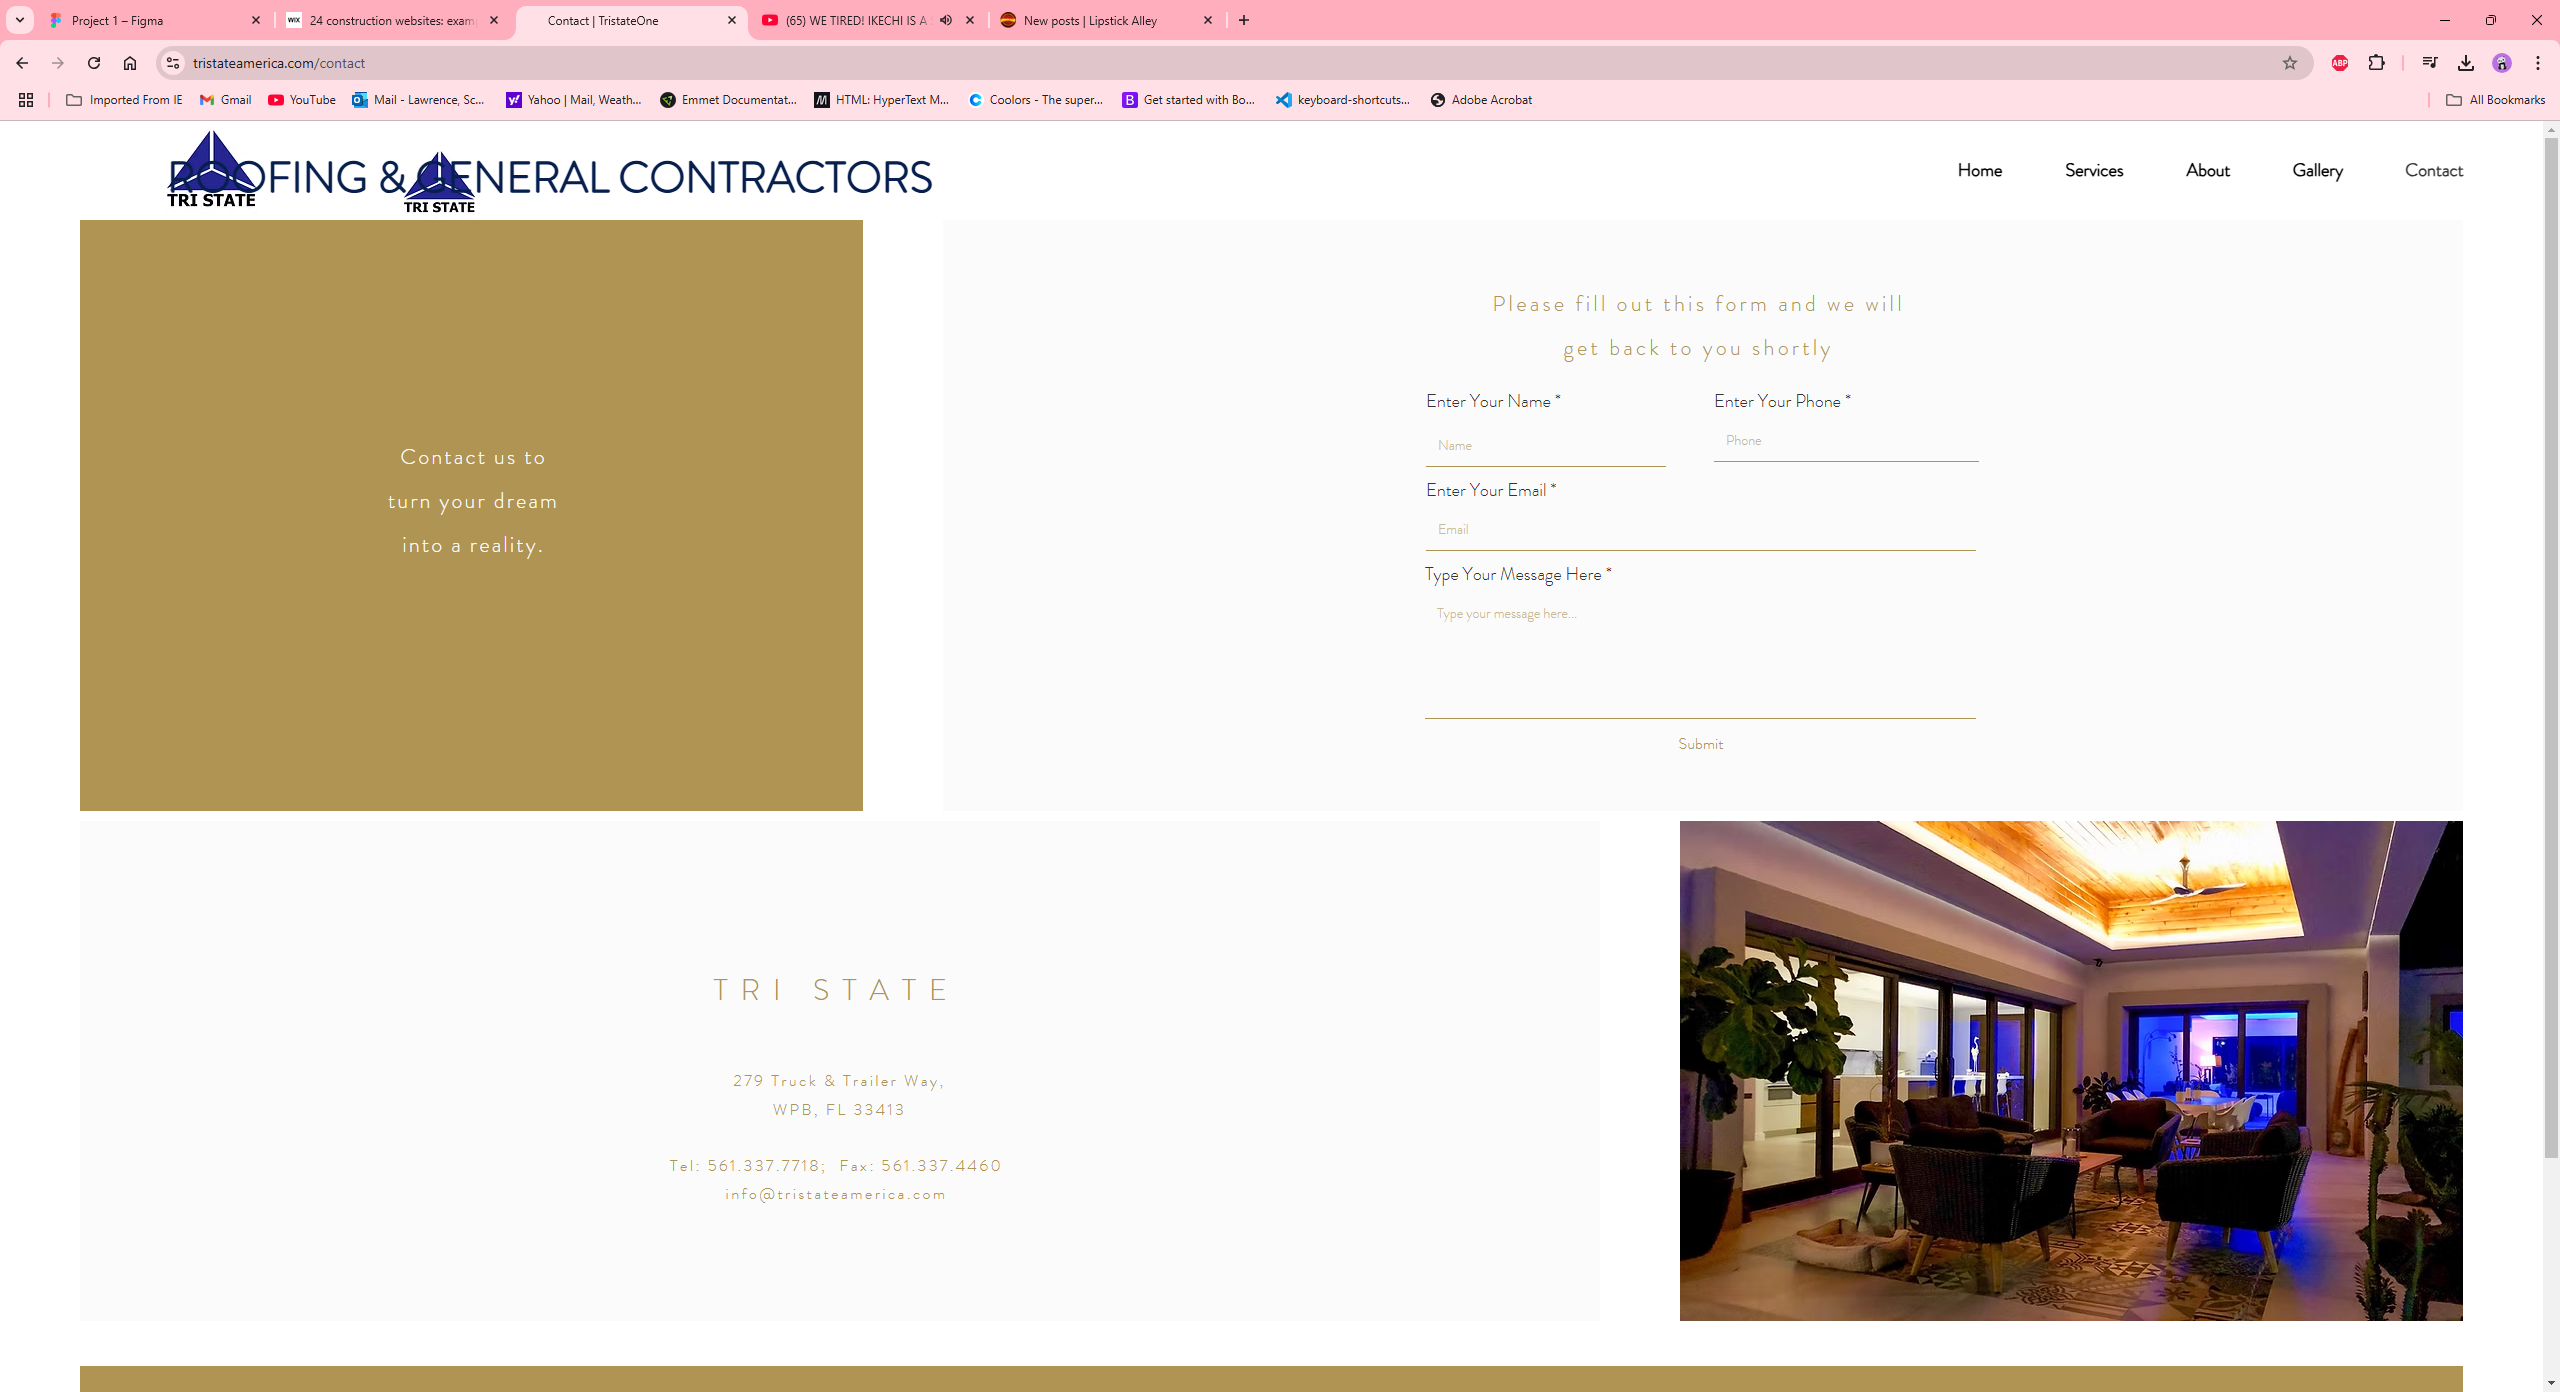 Project 1 – Figma
24 construction websites: exam
Contact | TristateOne
(65) WE TIRED! IKECHI IS A
New posts | Lipstick Alley
tristateamerica.com/contact
Imported From IE
Gmail
YouTube
Mail - Lawrence, Sc...
Yahoo | Mail, Weath...
Emmet Documentat...
HTML: HyperText M...
Coolors - The super...
Get started with Bo...
keyboard-shortcuts...
Adobe Acrobat
All Bookmarks
ROOFING & GENERAL CONTRACTORS
TRI STATE
TRI STATE
Home
Services
About
Gallery
Contact
Contact us to
turn your dream
into a reality.
Please fill out this form and we will
get back to you shortly
Enter Your Name *
Enter Your Phone *
Name
Phone
Enter Your Email *
Email
Type Your Message Here *
Type your message here...
Submit
TRI STATE
279 Truck & Trailer Way,
WPB, FL 33413
Tel: 561.337.7718; Fax: 561.337.4460
info@tristateamerica.com